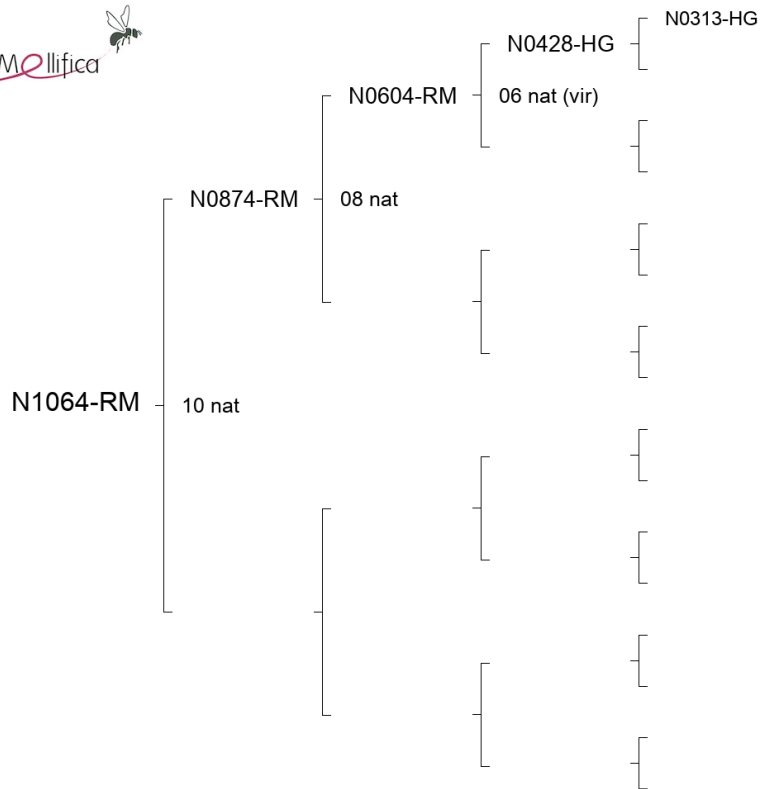 Mellifica
N0313-HG
N0428-HG
N0604-RM
06 nat (vir)
N0874-RM
08 nat
N1064-RM
10 nat